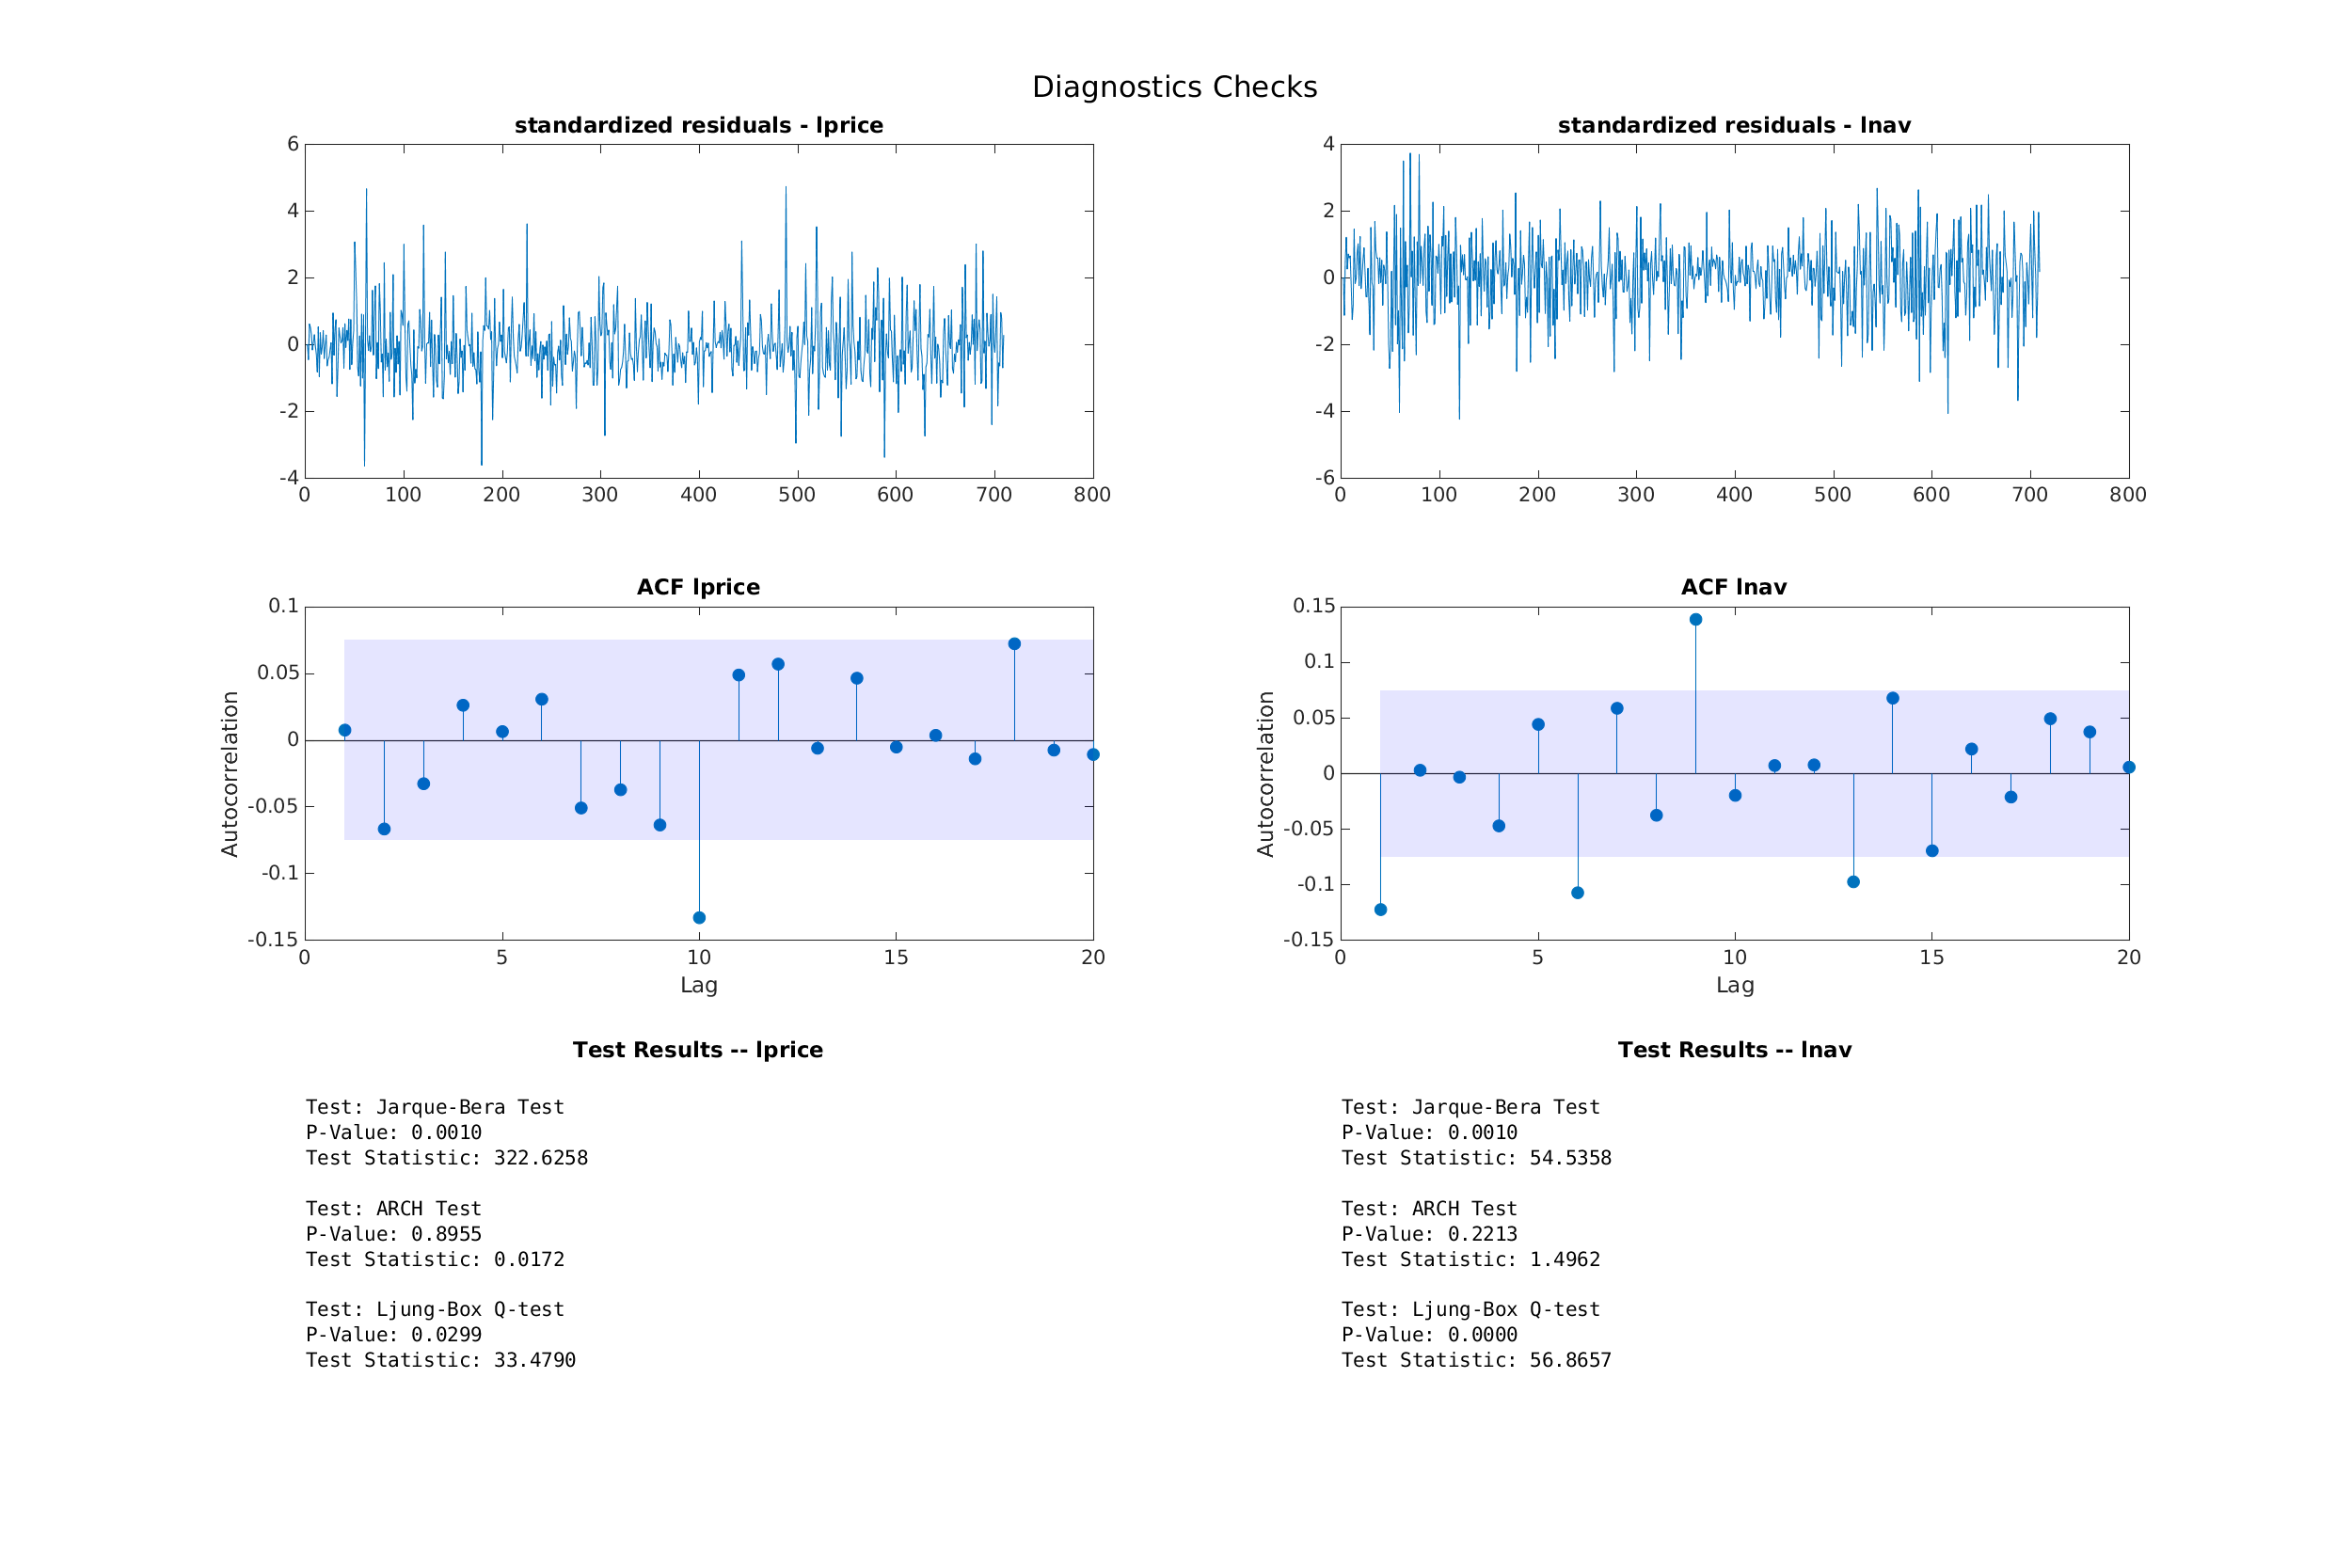 Diagnostics Checks
standardized residuals - lprice
6
4
2
0
-2
-4
0 100 200 300 400 500 600 700 800
standardized residuals - lnav
4
2
0
-2
-4
-6
0 100 200 300 400 500 600 700 800
ACF lprice
Autocorrelation
0.1
0.05
0
-0.05
-0.1
-0.15
0 5 10 15 20
Lag
ACF lnav
Autocorrelation
0.15
0.1
0.05
0
-0.05
-0.1
-0.15
0 5 10 15 20
Lag
Test Results -- lprice
Test: Jarque-Bera Test
P-Value: 0.0010
Test Statistic: 322.6258
Test: ARCH Test
P-Value: 0.8955
Test Statistic: 0.0172
Test: Ljung-Box Q-test
P-Value: 0.0299
Test Statistic: 33.4790
Test Results -- lnav
Test: Jarque-Bera Test
P-Value: 0.0010
Test Statistic: 54.5358
Test: ARCH Test
P-Value: 0.2213
Test Statistic: 1.4962
Test: Ljung-Box Q-test
P-Value: 0.0000
Test Statistic: 56.8657